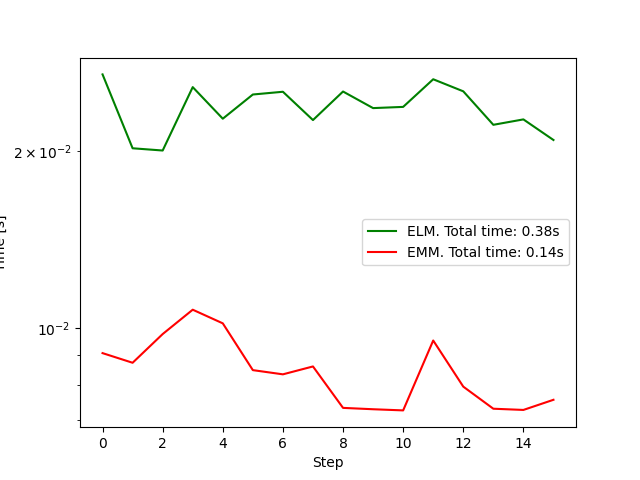 2 × 10⁻²
10⁻²
Time [s]
ELM. Total time: 0.38s
EMM. Total time: 0.14s
0 2 4 6 8 10 12 14
Step